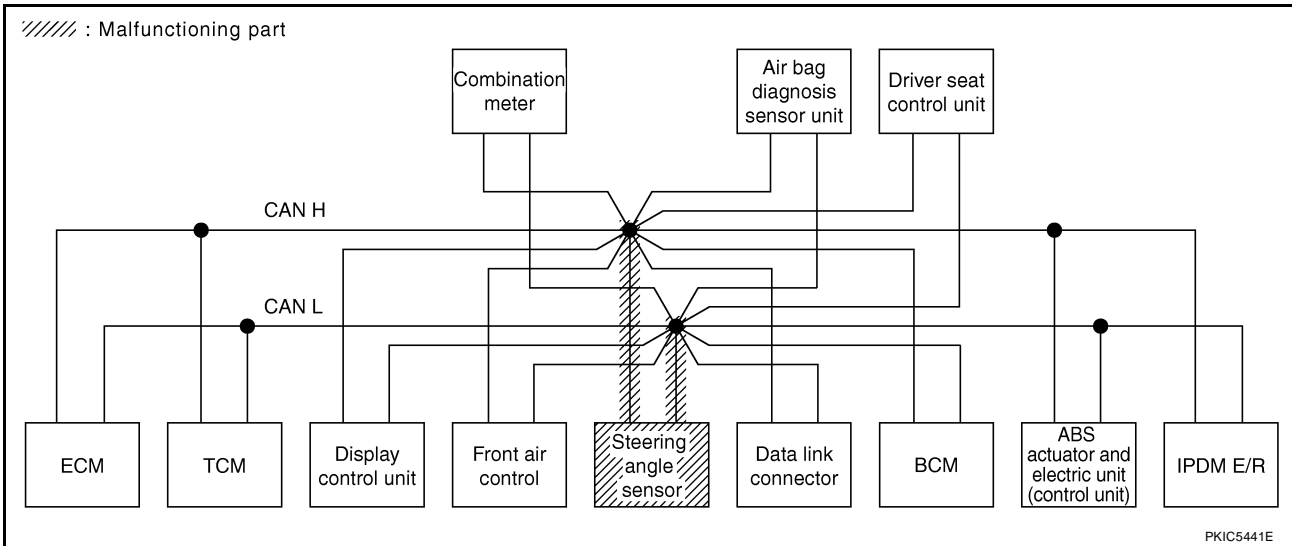 : Malfunctioning part
Combination
meter
Air bag
diagnosis
sensor unit
Driver seat
control unit
CAN H
CAN L
ECM
TCM
Display
control unit
Front air
control
Steering
angle
sensor
Data link
connector
BCM
ABS
actuator and
electric unit
(control unit)
IPDM E/R
PKIC5441E